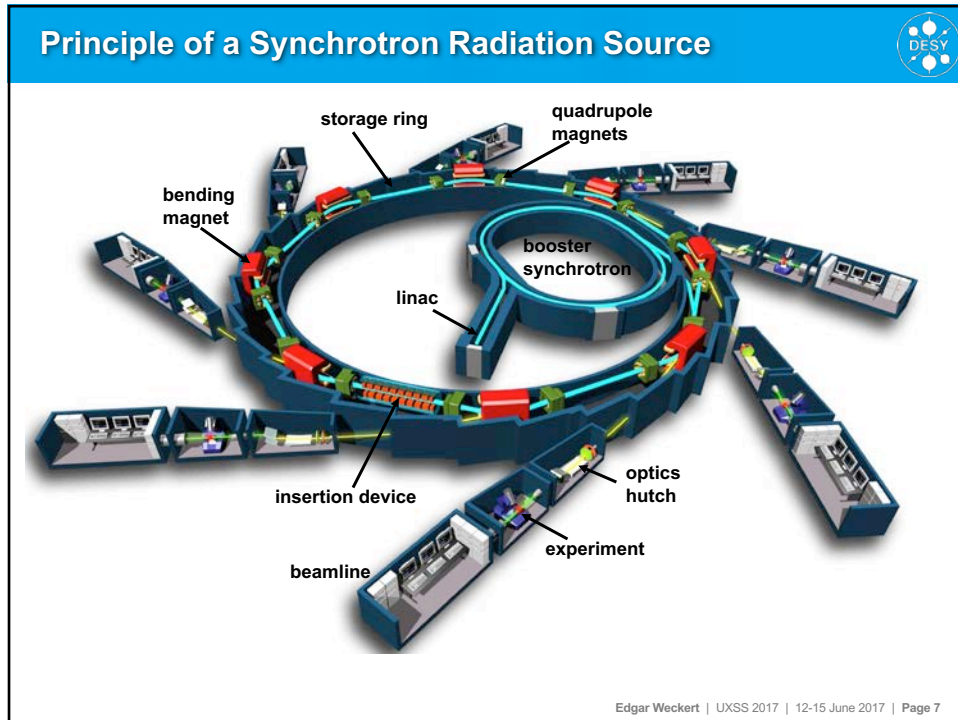 Principle of a Synchrotron Radiation Source
DESY
storage ring
quadrupole
magnets
bending
magnet
booster
synchrotron
linac
insertion device
optics
hutch
experiment
beamline
Edgar Weckert | UXSS 2017 | 12-15 June 2017 | Page 7